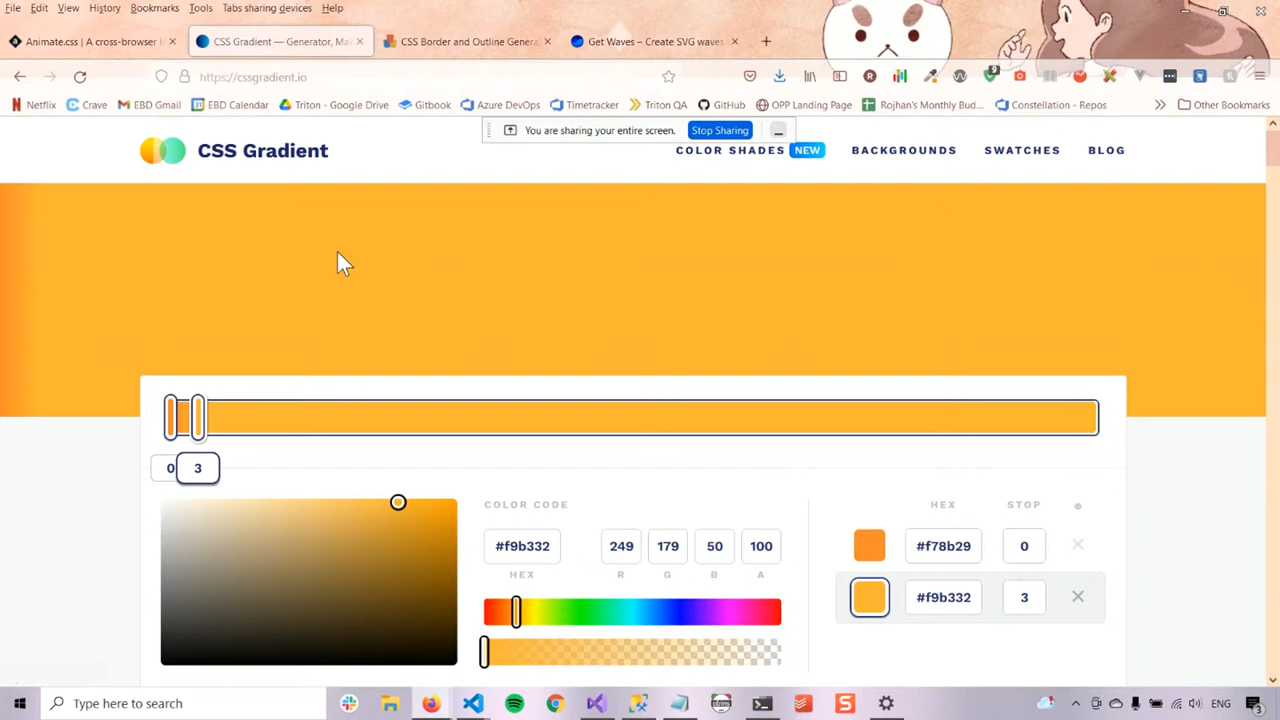 File Edit View History Bookmarks Tools Tabs sharing devices Help
Animate.css | A cross-browser
CSS Gradient — Generator, Ma
CSS Border and Outline Genera
Get Waves – Create SVG waves
https://cssgradient.io
9
Netflix Crave EBD Gmail EBD Calendar Triton - Google Drive Gitbook Azure DevOps Timetracker Triton QA GitHub OPP Landing Page Rojhan's Monthly Bud... Constellation - Repos Other Bookmarks
You are sharing your entire screen. Stop Sharing
CSS Gradient
COLOR SHADES NEW BACKGROUNDS SWATCHES BLOG
0 3
COLOR CODE
#f9b332 249 179 50 100
HEX R G B A
HEX STOP
#f78b29 0
#f9b332 3
Type here to search
ENG
3